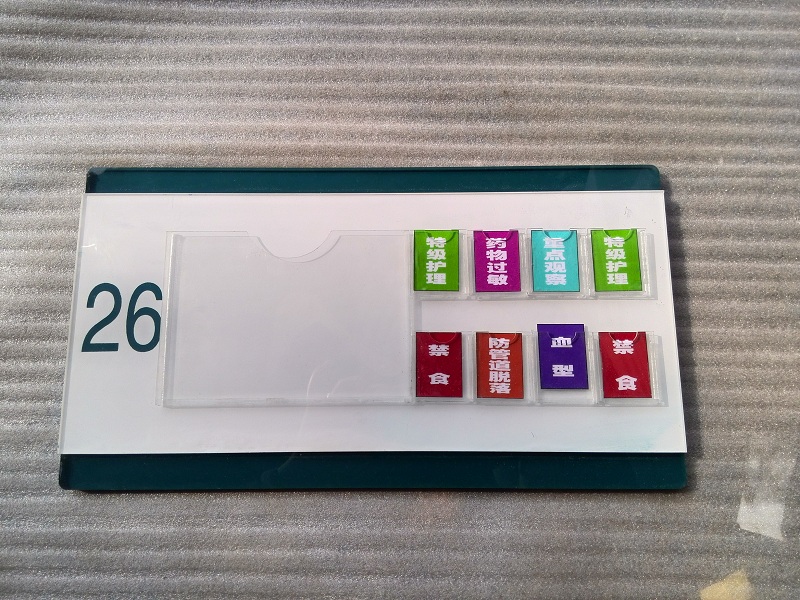 26
特级护理
药物过敏
重点观察
特级护理
禁食
防管道脱落
血型
禁食